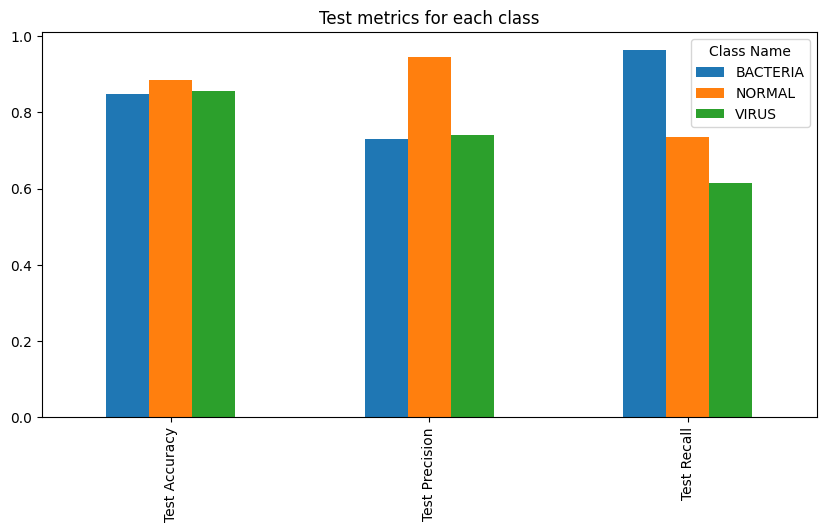 Test metrics for each class
Class Name
BACTERIA
NORMAL
VIRUS
1.0
0.8
0.6
0.4
0.2
0.0
Test Accuracy
Test Precision
Test Recall